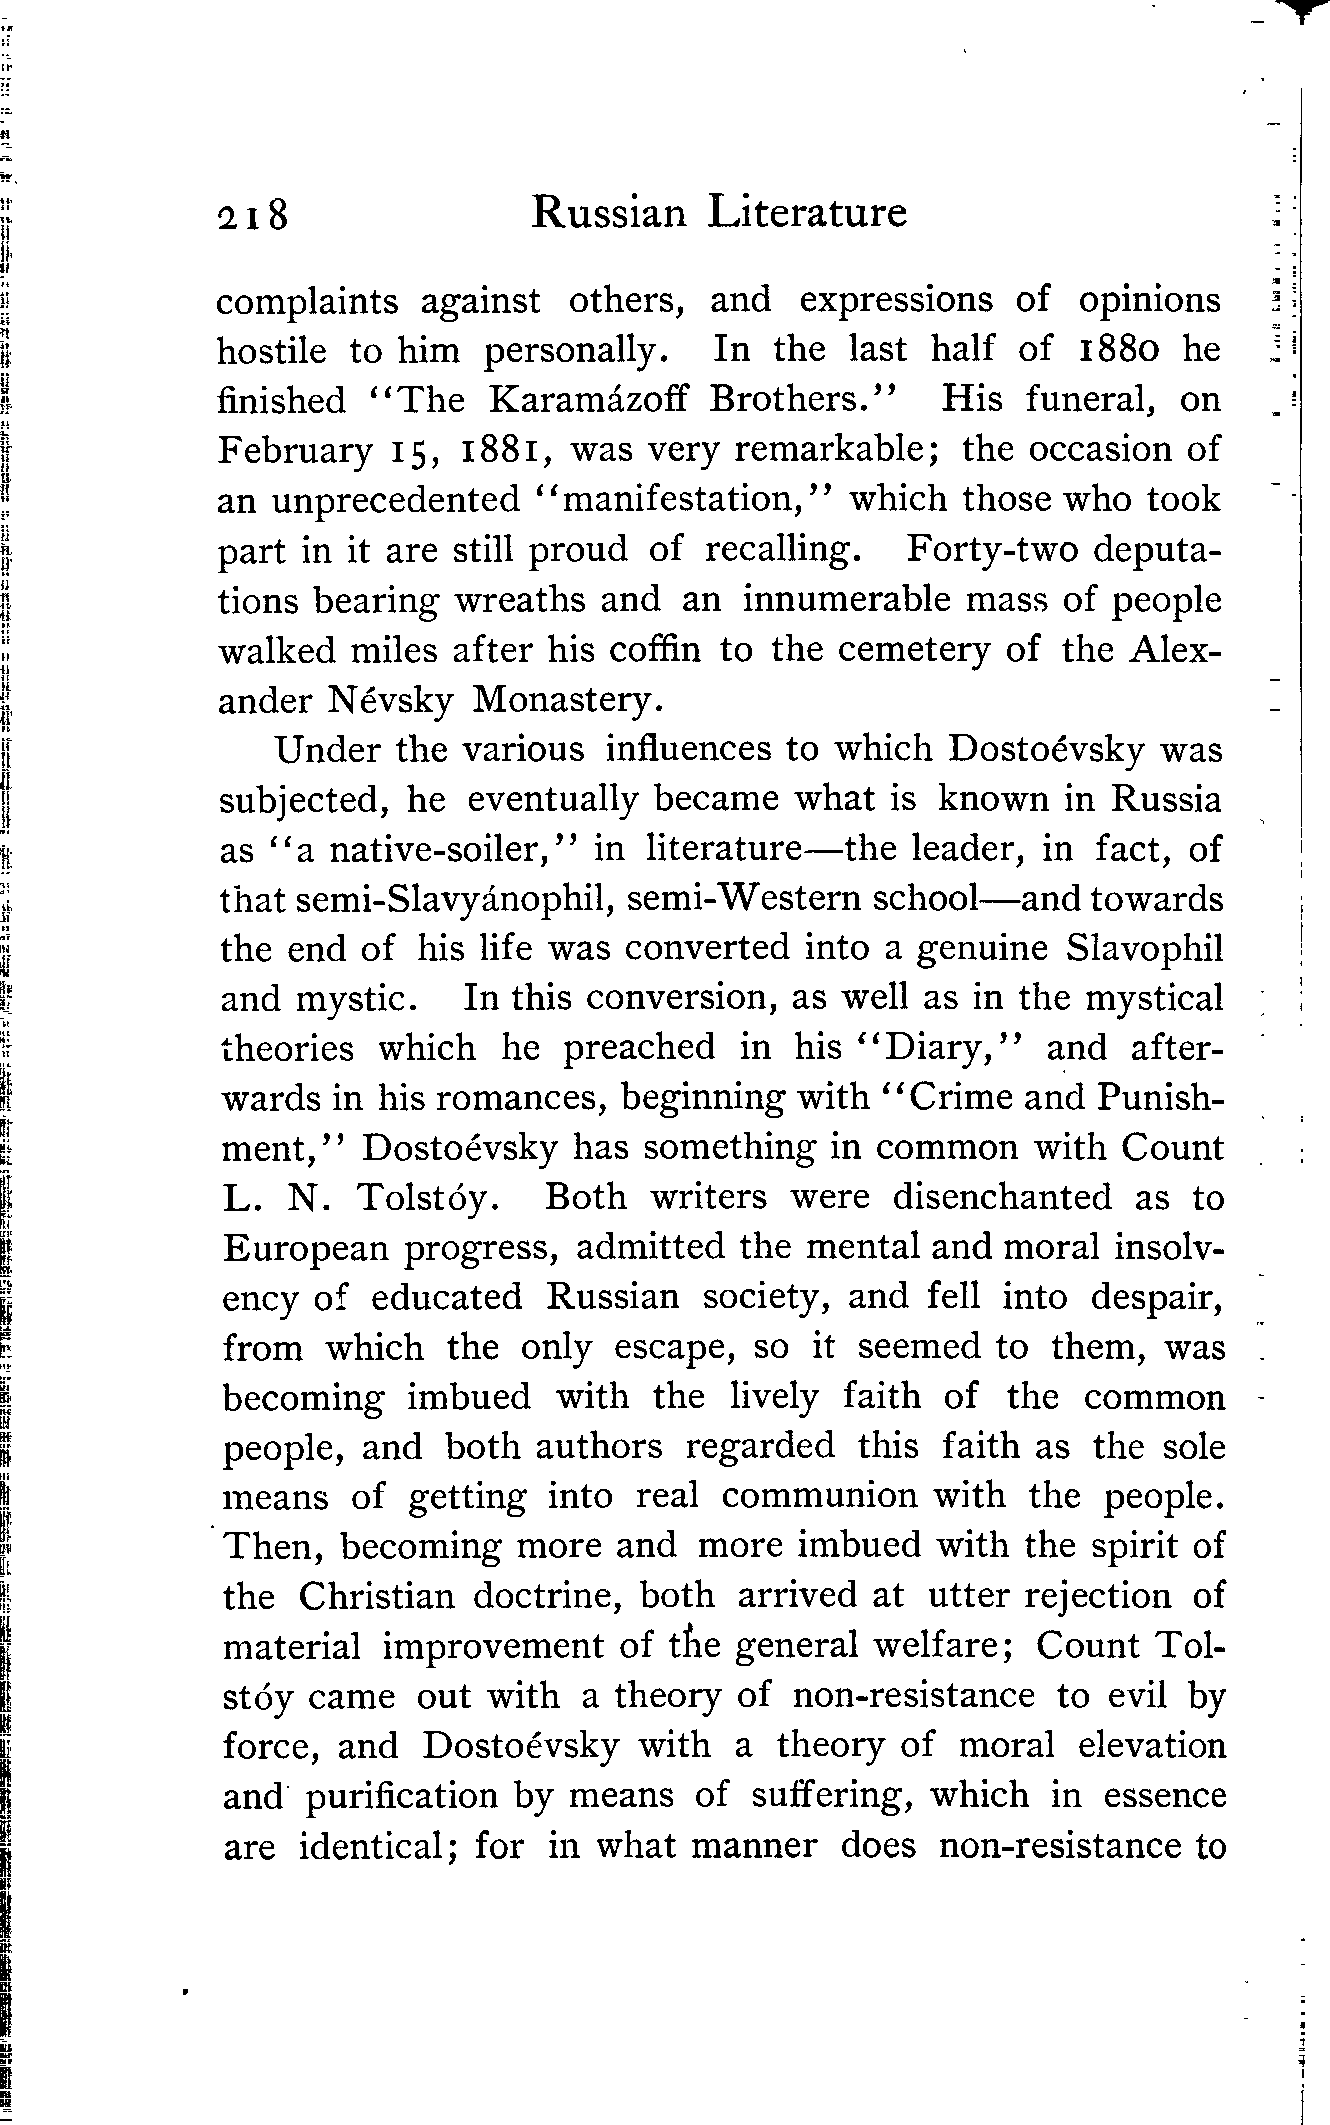 218 Russian Literature
complaints against others, and expressions of opinions
hostile to him personally. In the last half of 1880 he
finished "The Karamázoff Brothers." His funeral, on
February 15, 1881, was very remarkable; the occasion of
an unprecedented "manifestation," which those who took
part in it are still proud of recalling. Forty-two deputa-
tions bearing wreaths and an innumerable mass of people
walked miles after his coffin to the cemetery of the Alex-
ander Névsky Monastery.
Under the various influences to which Dostoévsky was
subjected, he eventually became what is known in Russia
as "a native-soiler," in literature—the leader, in fact, of
that semi-Slavyánophil, semi-Western school—and towards
the end of his life was converted into a genuine Slavophil
and mystic. In this conversion, as well as in the mystical
theories which he preached in his "Diary," and after-
wards in his romances, beginning with "Crime and Punish-
ment," Dostoévsky has something in common with Count
L. N. Tolstóy. Both writers were disenchanted as to
European progress, admitted the mental and moral insolv-
ency of educated Russian society, and fell into despair,
from which the only escape, so it seemed to them, was
becoming imbued with the lively faith of the common
people, and both authors regarded this faith as the sole
means of getting into real communion with the people.
Then, becoming more and more imbued with the spirit of
the Christian doctrine, both arrived at utter rejection of
material improvement of the general welfare; Count Tol-
stóy came out with a theory of non-resistance to evil by
force, and Dostoévsky with a theory of moral elevation
and purification by means of suffering, which in essence
are identical; for in what manner does non-resistance to